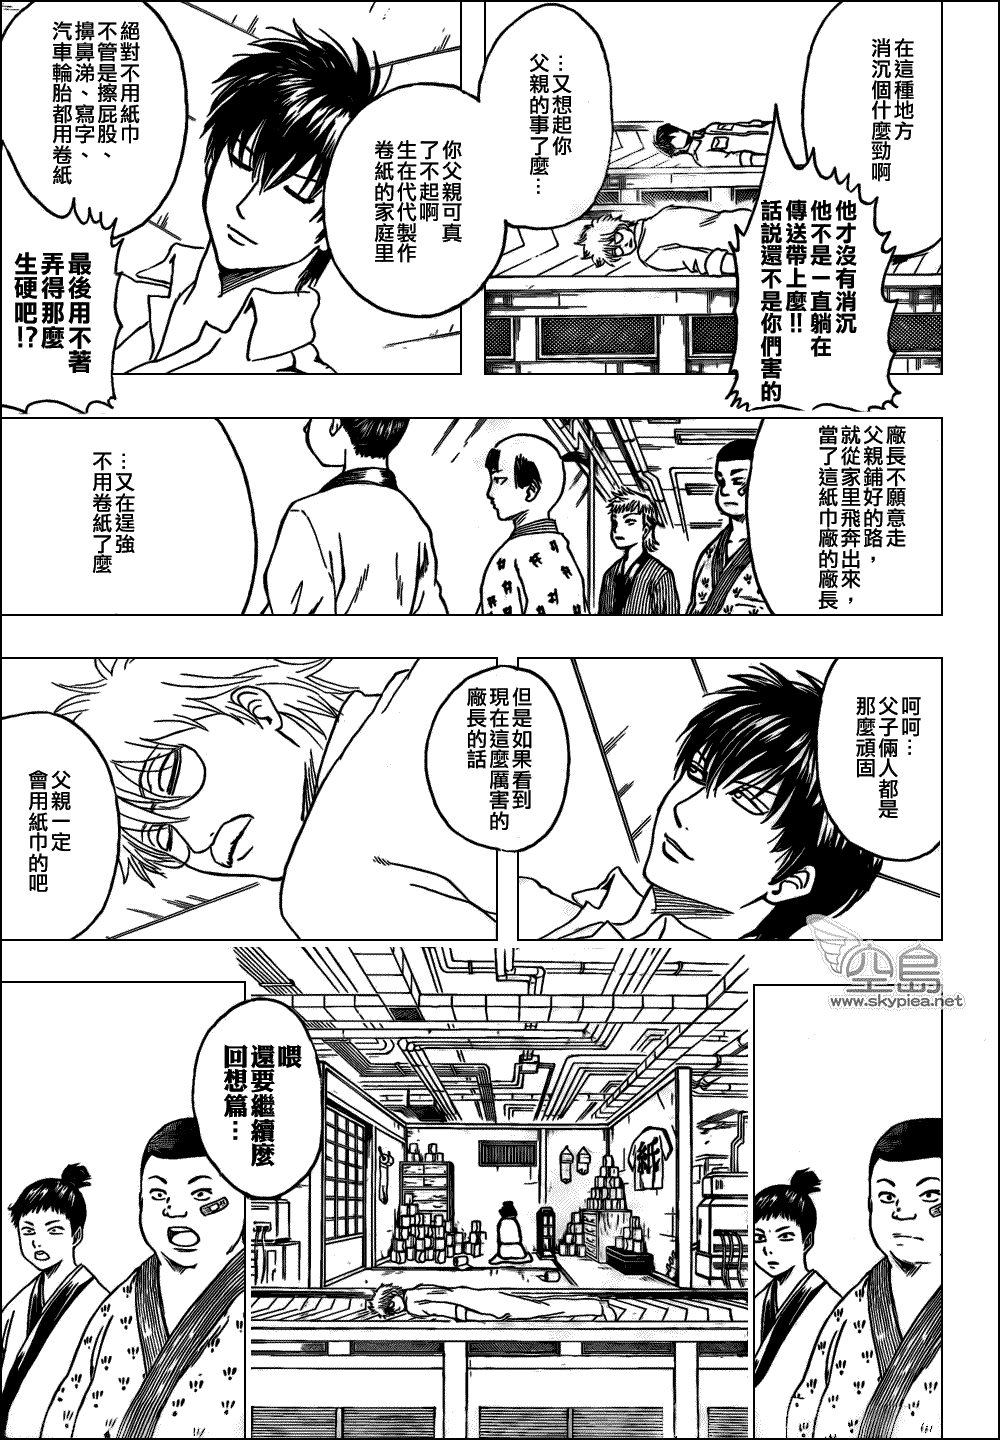 在這種地方
消沉個什麼勁啊
他才沒有消沉
他不是一直躺在
傳送帶上麼!!
話說還不是你們害的
…又想起你
父親的事了麼…
你父親可真
了不起啊
生在代代製作
卷紙的家庭里
絕對不用紙巾
不管是擦屁股、
擤鼻涕、寫字、
汽車輪胎都用卷紙
最後用不著
弄得那麼
生硬吧!?
廠長不願意走
父親鋪好的路，
就從家里飛奔出來，
當了這紙巾廠的廠長
…又在逞強
不用卷紙了麼
呵呵…
父子倆人都是
那麼頑固
但是如果看到
現在這麼厲害的
廠長的話
父親一定
會用紙巾的吧
空島
www.skypiea.net
紙
喂
還要繼續麼
回想篇…